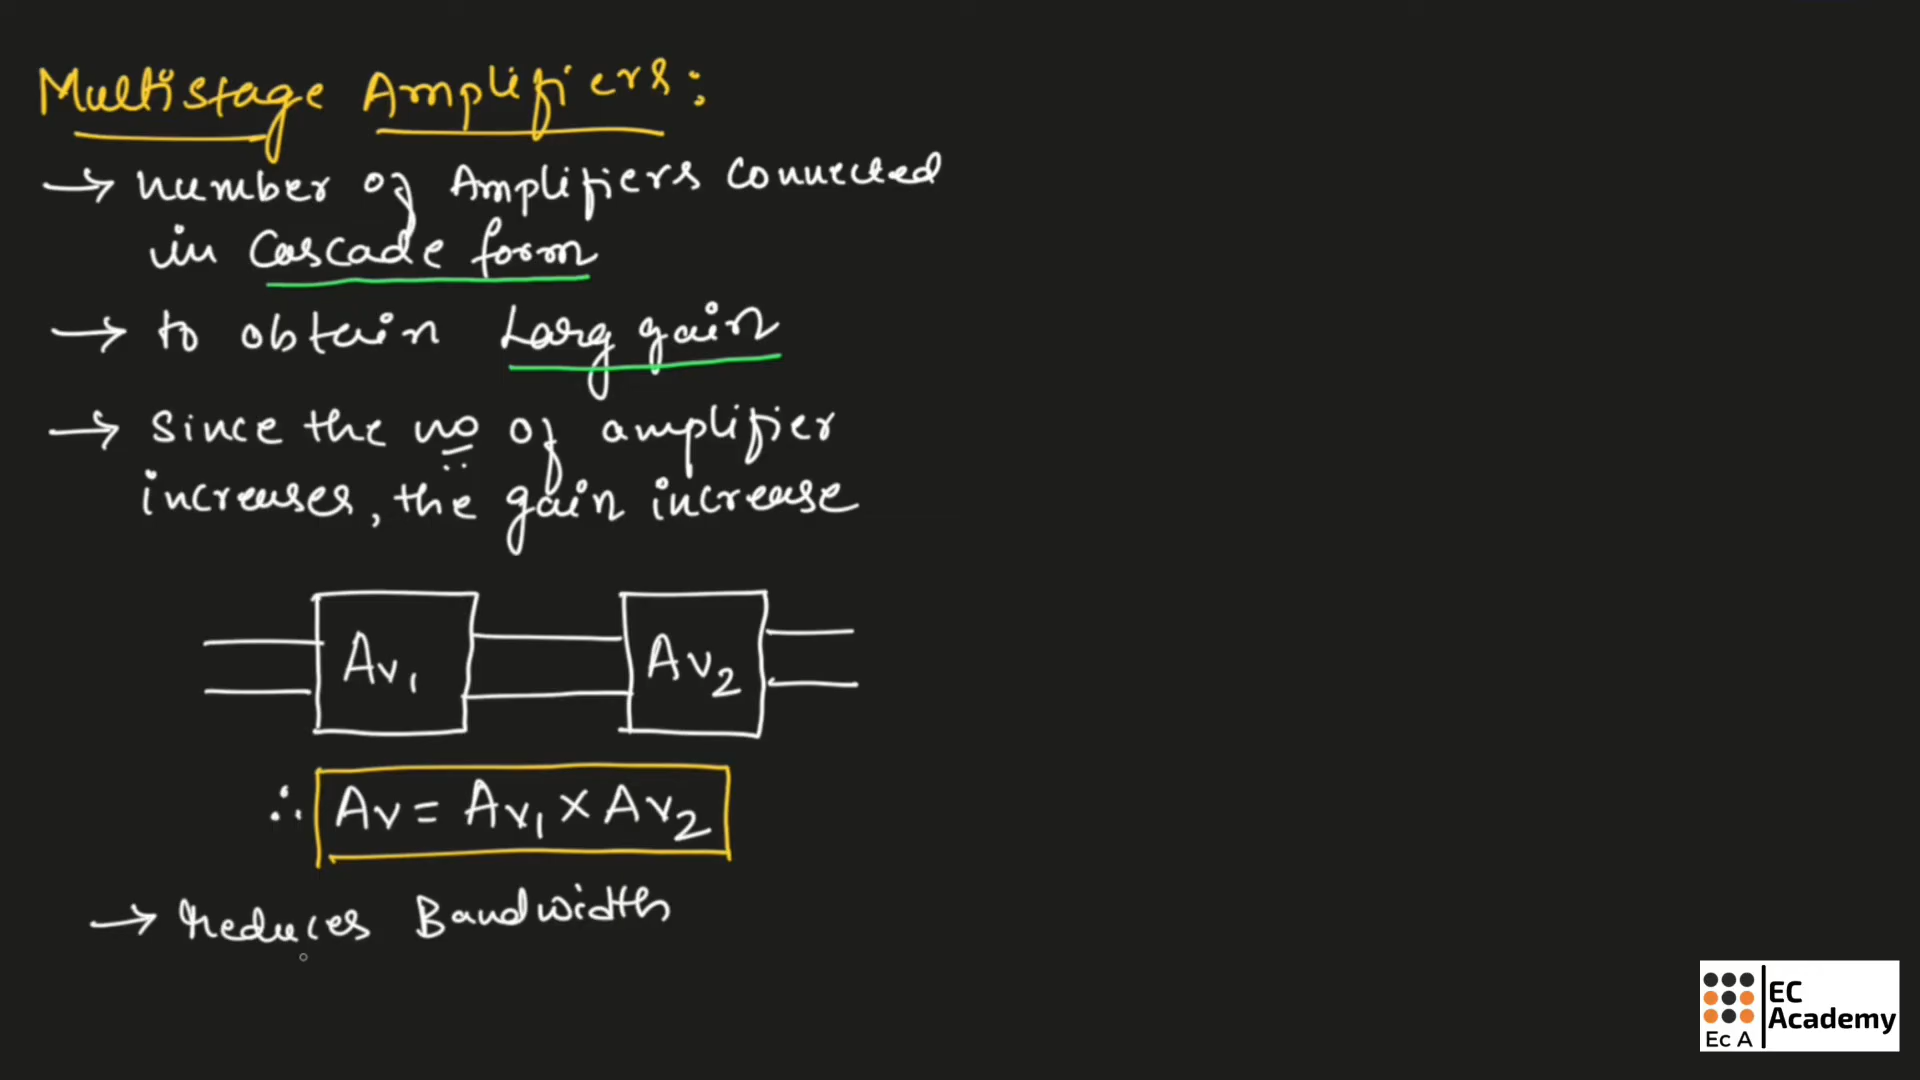 Multistage Amplifiers:
→ number of Amplifiers connected
in Cascade form
→ to obtain Larg gain
→ since the no of amplifier
increases, the gain increase
Av1 Av2
∴ Av = Av1 × Av2
→ reduces Bandwidth
EC
Academy
Ec A